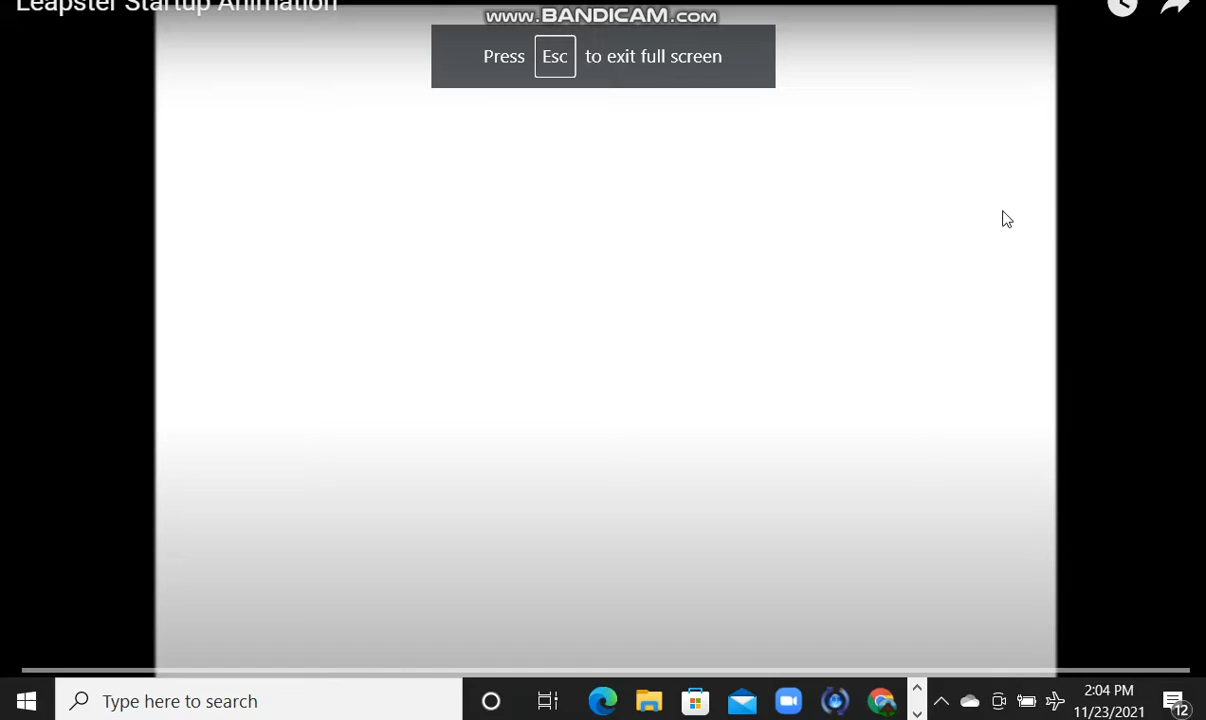 Leapster Startup Animation
www.BANDICAM.com
Press Esc to exit full screen
Type here to search
2:04 PM
11/23/2021
12